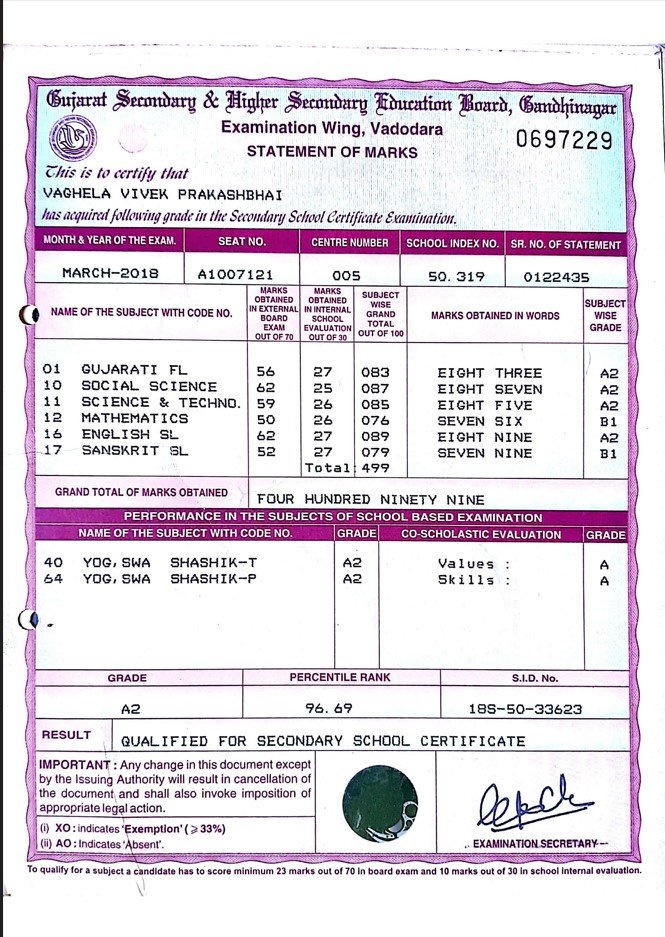 Gujarat Secondary & Higher Secondary Education Board, Gandhinagar
Examination Wing, Vadodara
0697229
STATEMENT OF MARKS
This is to certify that
VAGHELA VIVEK PRAKASHBHAI
has acquired following grade in the Secondary School Certificate Examination.
MONTH & YEAR OF THE EXAM. SEAT NO. CENTRE NUMBER SCHOOL INDEX NO. SR. NO. OF STATEMENT
MARCH-2018 A1007121 005 50.319 0122435
NAME OF THE SUBJECT WITH CODE NO. MARKS OBTAINED IN EXTERNAL BOARD EXAM OUT OF 70 MARKS OBTAINED IN INTERNAL SCHOOL EVALUATION OUT OF 30 SUBJECT WISE GRAND TOTAL OUT OF 100 MARKS OBTAINED IN WORDS SUBJECT WISE GRADE
01 GUJARATI FL 56 27 083 EIGHT THREE A2
10 SOCIAL SCIENCE 62 25 087 EIGHT SEVEN A2
11 SCIENCE & TECHNO. 59 26 085 EIGHT FIVE A2
12 MATHEMATICS 50 26 076 SEVEN SIX B1
16 ENGLISH SL 62 27 089 EIGHT NINE A2
17 SANSKRIT SL 52 27 079 SEVEN NINE B1
Total: 499
GRAND TOTAL OF MARKS OBTAINED FOUR HUNDRED NINETY NINE
PERFORMANCE IN THE SUBJECTS OF SCHOOL BASED EXAMINATION
NAME OF THE SUBJECT WITH CODE NO. GRADE CO-SCHOLASTIC EVALUATION GRADE
40 YOG,SWA SHASHIK-T A2 Values : A
64 YOG,SWA SHASHIK-P A2 Skills : A
GRADE PERCENTILE RANK S.I.D. No.
A2 96.69 18S-50-33623
RESULT QUALIFIED FOR SECONDARY SCHOOL CERTIFICATE
IMPORTANT : Any change in this document except
by the Issuing Authority will result in cancellation of
the document and shall also invoke imposition of
appropriate legal action.
(i) XO : indicates 'Exemption' (⩾ 33%)
(ii) AO : Indicates 'Absent'.
EXAMINATION SECRETARY
To qualify for a subject a candidate has to score minimum 23 marks out of 70 in board exam and 10 marks out of 30 in school internal evaluation.